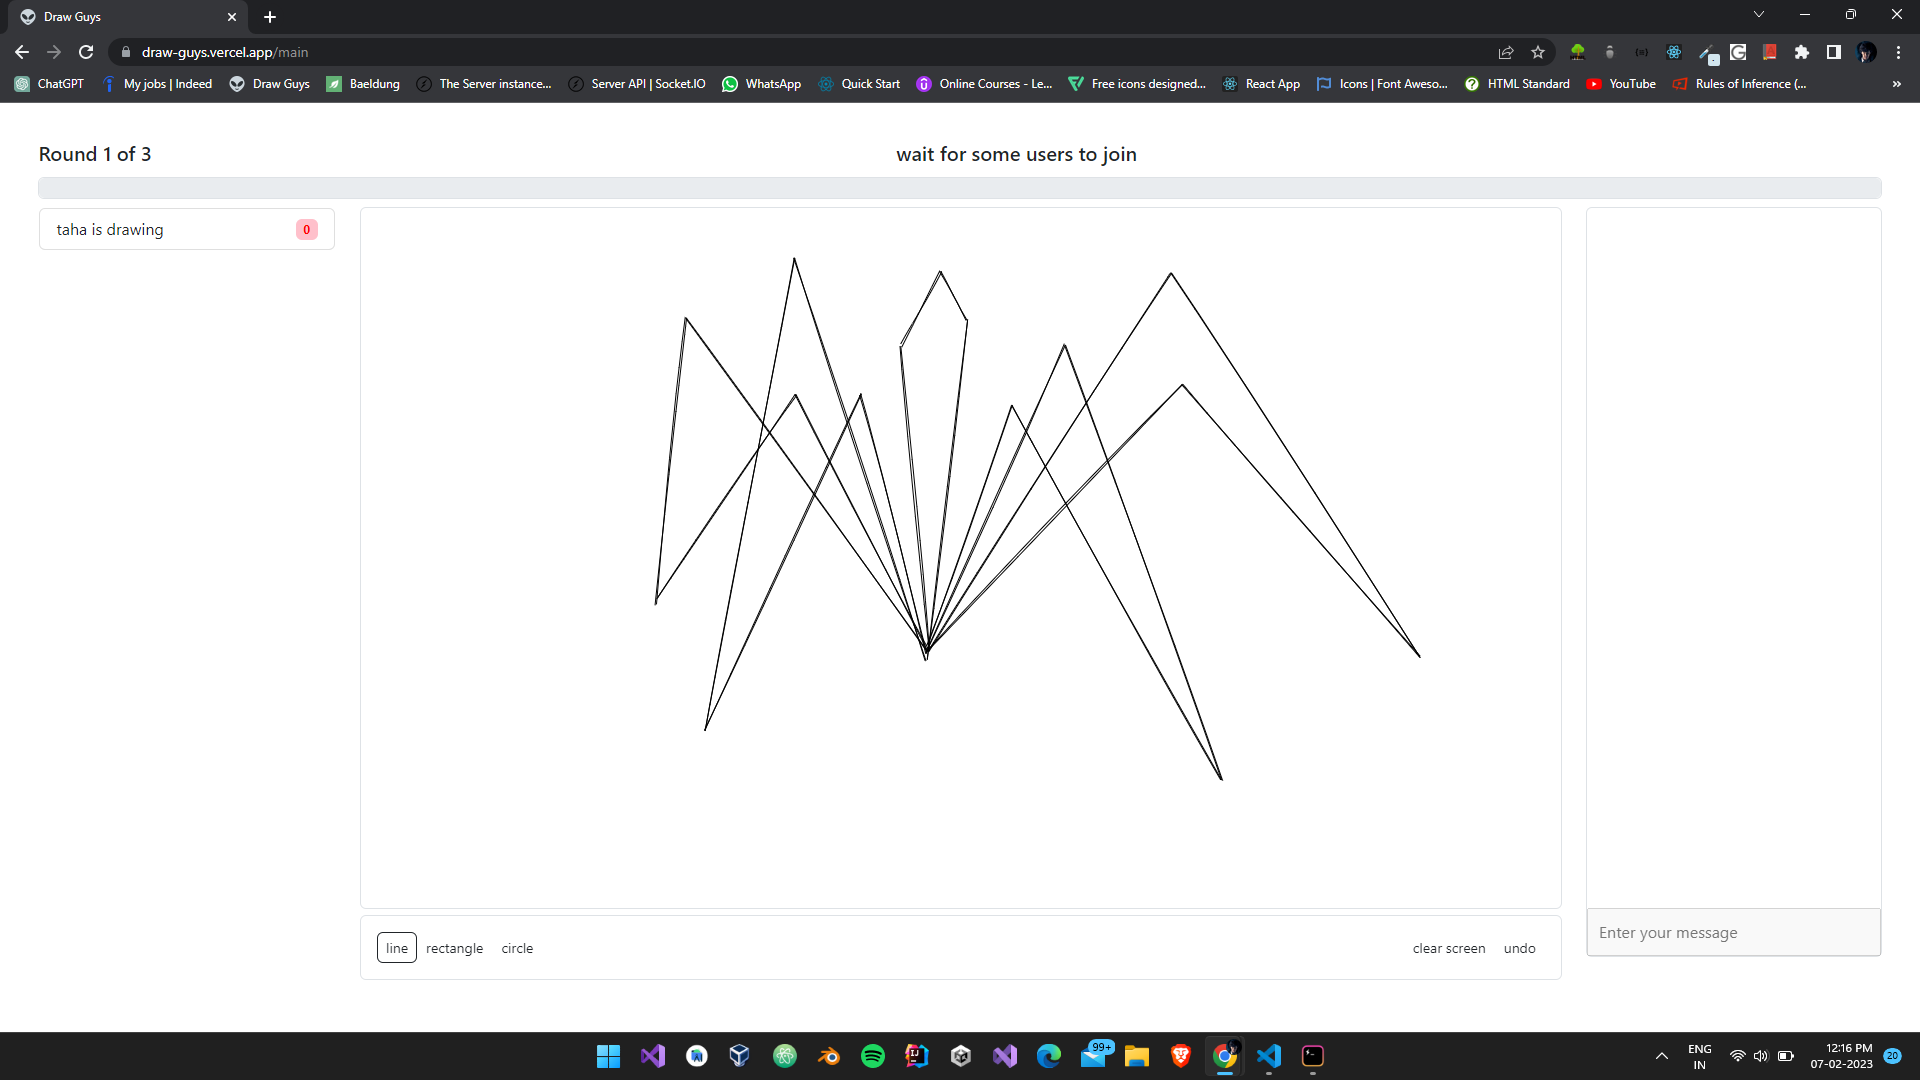 Draw Guys
draw-guys.vercel.app/main
ChatGPT
My jobs | Indeed
Draw Guys
Baeldung
The Server instance...
Server API | Socket.IO
WhatsApp
Quick Start
Online Courses - Le...
Free icons designed...
React App
Icons | Font Aweso...
HTML Standard
YouTube
Rules of Inference (...
»
Round 1 of 3
wait for some users to join
taha is drawing
0
line
rectangle
circle
clear screen
undo
Enter your message
99+
ENG
IN
12:16 PM
07-02-2023
20